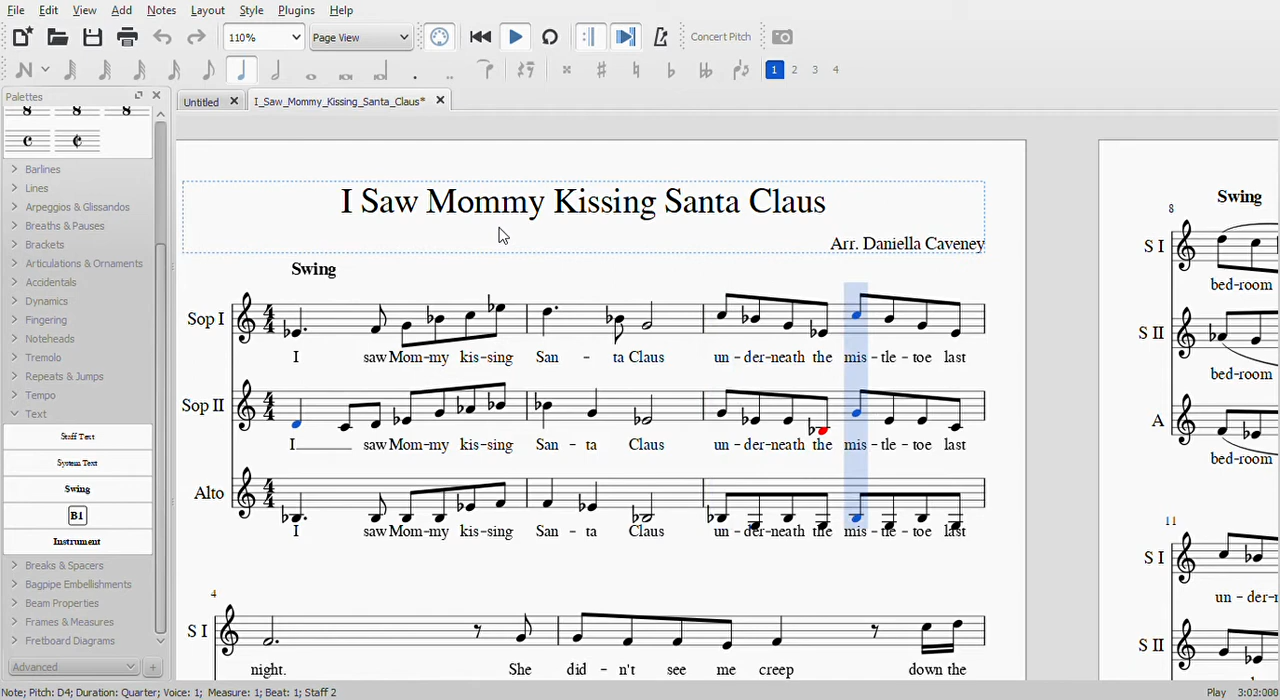 File Edit View Add Notes Layout Style Plugins Help
110% Page View Concert Pitch
1 2 3 4
Palettes
Untitled I_Saw_Mommy_Kissing_Santa_Claus*
Barlines
Lines
Arpeggios & Glissandos
Breaths & Pauses
Brackets
Articulations & Ornaments
Accidentals
Dynamics
Fingering
Noteheads
Tremolo
Repeats & Jumps
Tempo
Text
Staff Text
System Text
Swing
B1
Instrument
Breaks & Spacers
Bagpipe Embellishments
Beam Properties
Frames & Measures
Fretboard Diagrams
Advanced
I Saw Mommy Kissing Santa Claus
Arr. Daniella Caveney
Swing
Sop I
I saw Mom-my kis-sing San - ta Claus un - der-neath the mis - tle - toe last
Sop II
I saw Mom-my kis-sing San - ta Claus un - der-neath the mis - tle - toe last
Alto
I saw Mom-my kis-sing San - ta Claus un - der-neath the mis - tle - toe last
4
S I
night. She did - n't see me creep down the
Swing
8
S I
bed-room
S II
bed-room
A
bed-room
11
S I
un - der-n
S II
Note; Pitch: D4; Duration: Quarter; Voice: 1; Measure: 1; Beat: 1; Staff 2
Play 3:03:000